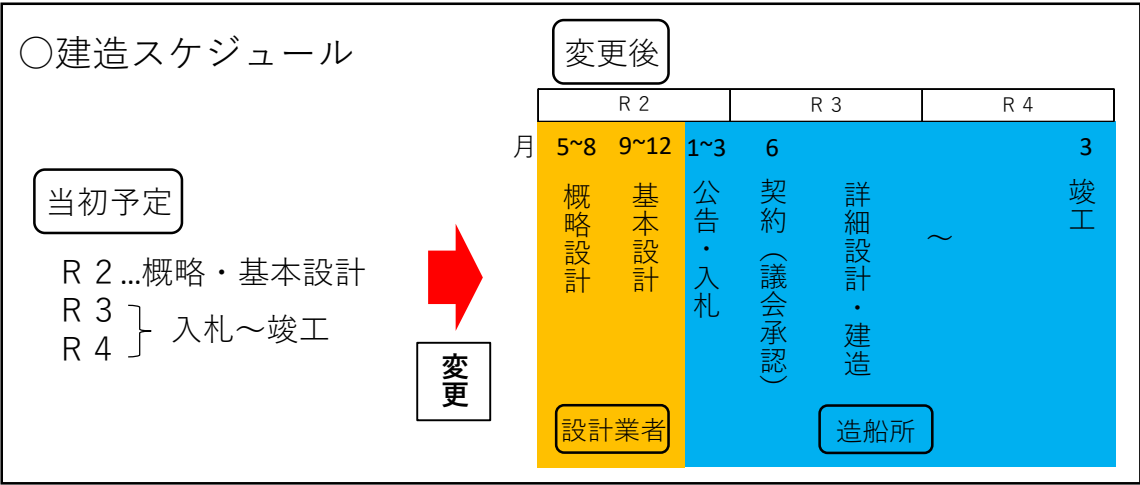 ○建造スケジュール
当初予定
Ｒ２…概略・基本設計
Ｒ３
Ｒ４
入札～竣工
変更
変更後
Ｒ２
Ｒ３
Ｒ４
月
5~8
9~12
1~3
6
3
概略設計
基本設計
公告・入札
契約（議会承認）
詳細設計・建造
～
竣工
設計業者
造船所